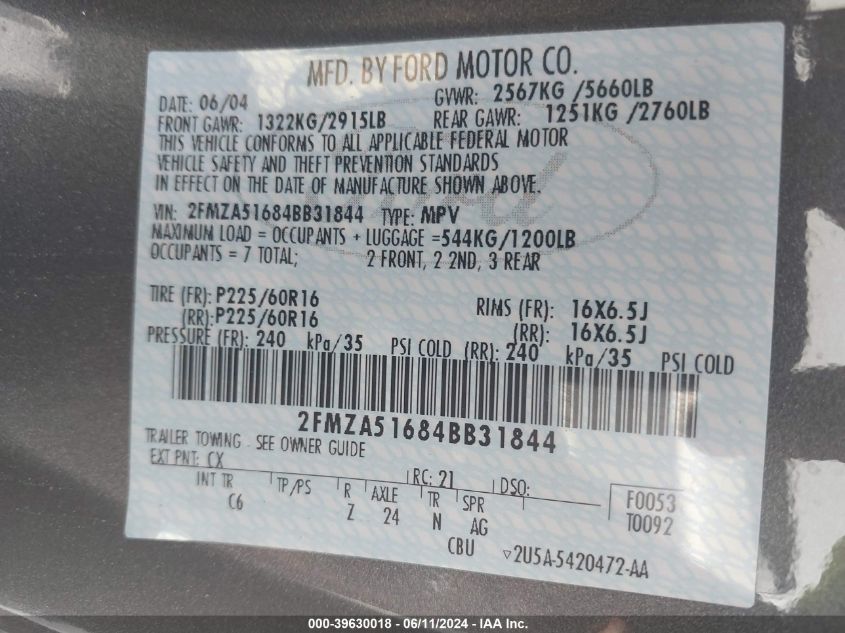 MFD. BY FORD MOTOR CO.
DATE: 06/04 GVWR: 2567KG /5660LB
FRONT GAWR: 1322KG/2915LB REAR GAWR: 1251KG /2760LB
THIS VEHICLE CONFORMS TO ALL APPLICABLE FEDERAL MOTOR
VEHICLE SAFETY AND THEFT PREVENTION STANDARDS
IN EFFECT ON THE DATE OF MANUFACTURE SHOWN ABOVE.
Ford
VIN: 2FMZA51684BB31844 TYPE: MPV
MAXIMUM LOAD = OCCUPANTS + LUGGAGE =544KG/1200LB
OCCUPANTS = 7 TOTAL; 2 FRONT, 2 2ND, 3 REAR
TIRE (FR): P225/60R16 RIMS (FR): 16X6.5J
(RR): P225/60R16 (RR): 16X6.5J
PRESSURE (FR): 240 kPa/35 PSI COLD (RR): 240 kPa/35 PSI COLD
2FMZA51684BB31844
TRAILER TOWING - SEE OWNER GUIDE
EXT PNT: CX RC: 21 DSO:
INT TR TP/PS R AXLE TR SPR F0053
C6 Z 24 N AG T0092
CBU ▽2U5A-5420472-AA
000-39630018 - 06/11/2024 - IAA Inc.